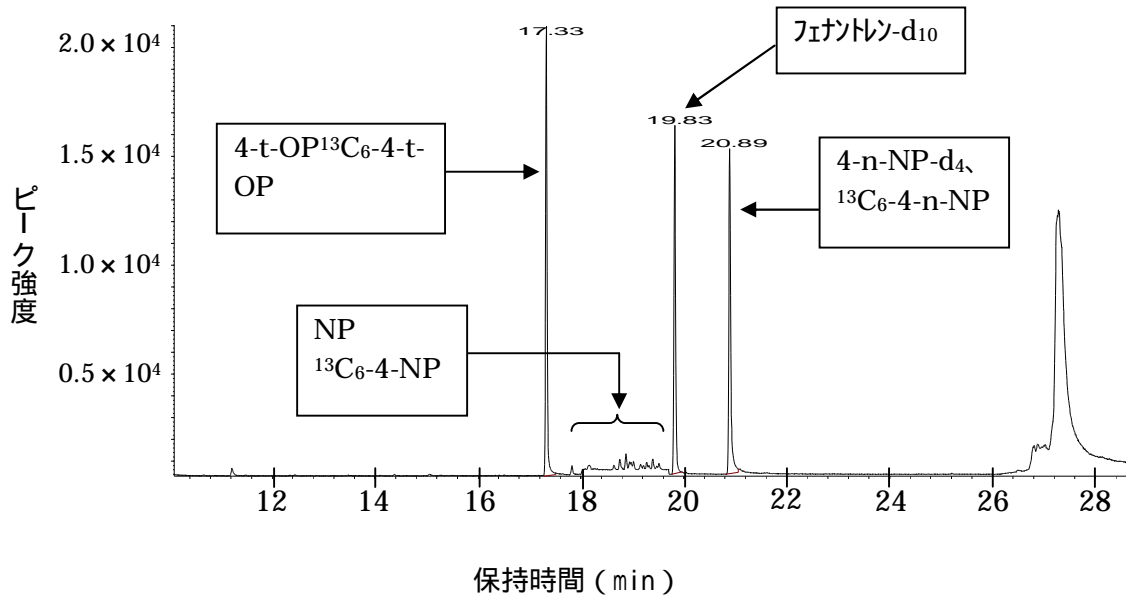 2.0 × 10⁴
1.5 × 10⁴
1.0 × 10⁴
0.5 × 10⁴
ピーク強度
17.33
19.83
20.89
フェナントレン-d₁₀
4-t-OP¹³C₆-4-t-
OP
4-n-NP-d₄、
¹³C₆-4-n-NP
NP
¹³C₆-4-NP
12 14 16 18 20 22 24 26 28
保持時間（min）